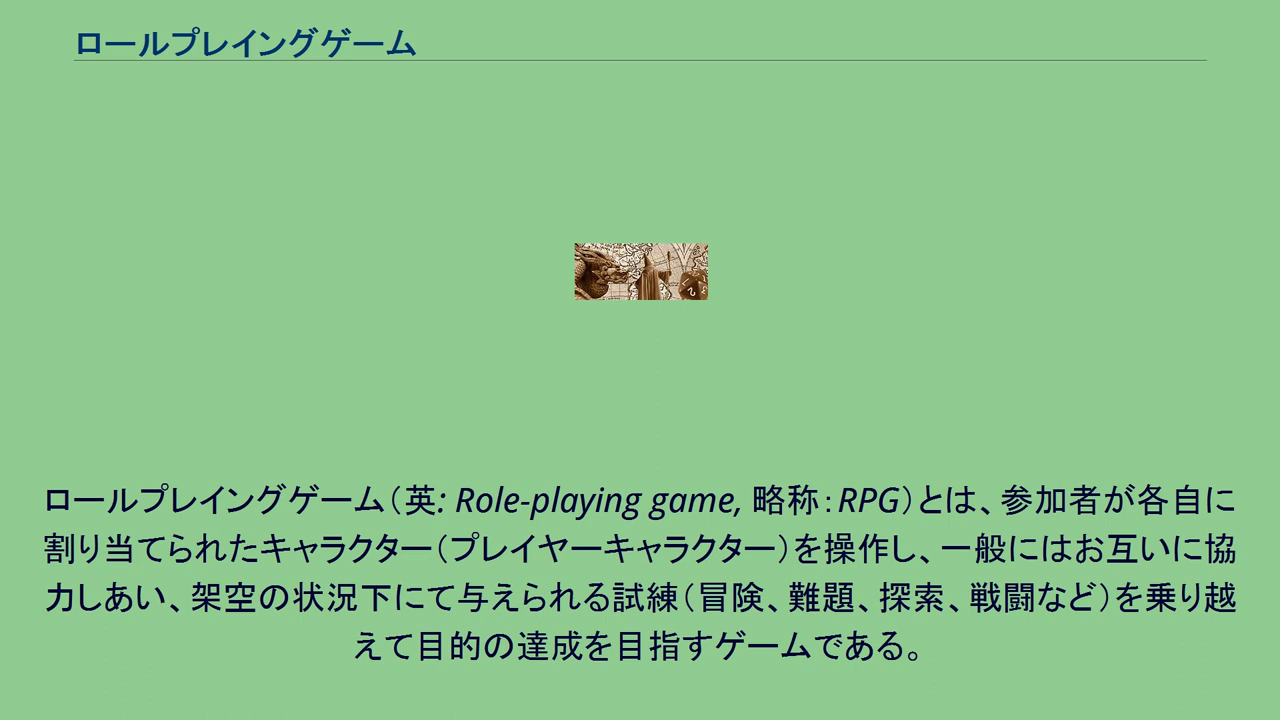 ロールプレイングゲーム
ロールプレイングゲーム（英: Role-playing game, 略称：RPG）とは、参加者が各自に
割り当てられたキャラクター（プレイヤーキャラクター）を操作し、一般にはお互いに協
力しあい、架空の状況下にて与えられる試練（冒険、難題、探索、戦闘など）を乗り越
えて目的の達成を目指すゲームである。